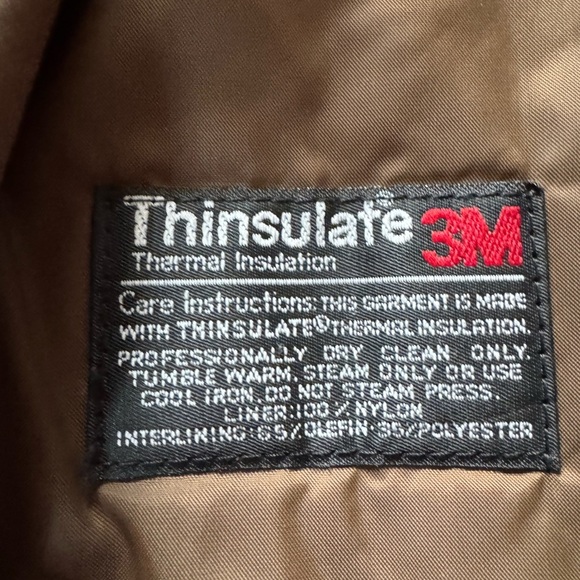 Thinsulate® 3M
Thermal Insulation
Care Instructions: THIS GARMENT IS MADE
WITH THINSULATE® THERMAL INSULATION.
PROFESSIONALLY DRY CLEAN ONLY.
TUMBLE WARM, STEAM ONLY OR USE
COOL IRON. DO NOT STEAM PRESS.
LINER: 100% NYLON
INTERLINING: 65% OLEFIN · 35% POLYESTER